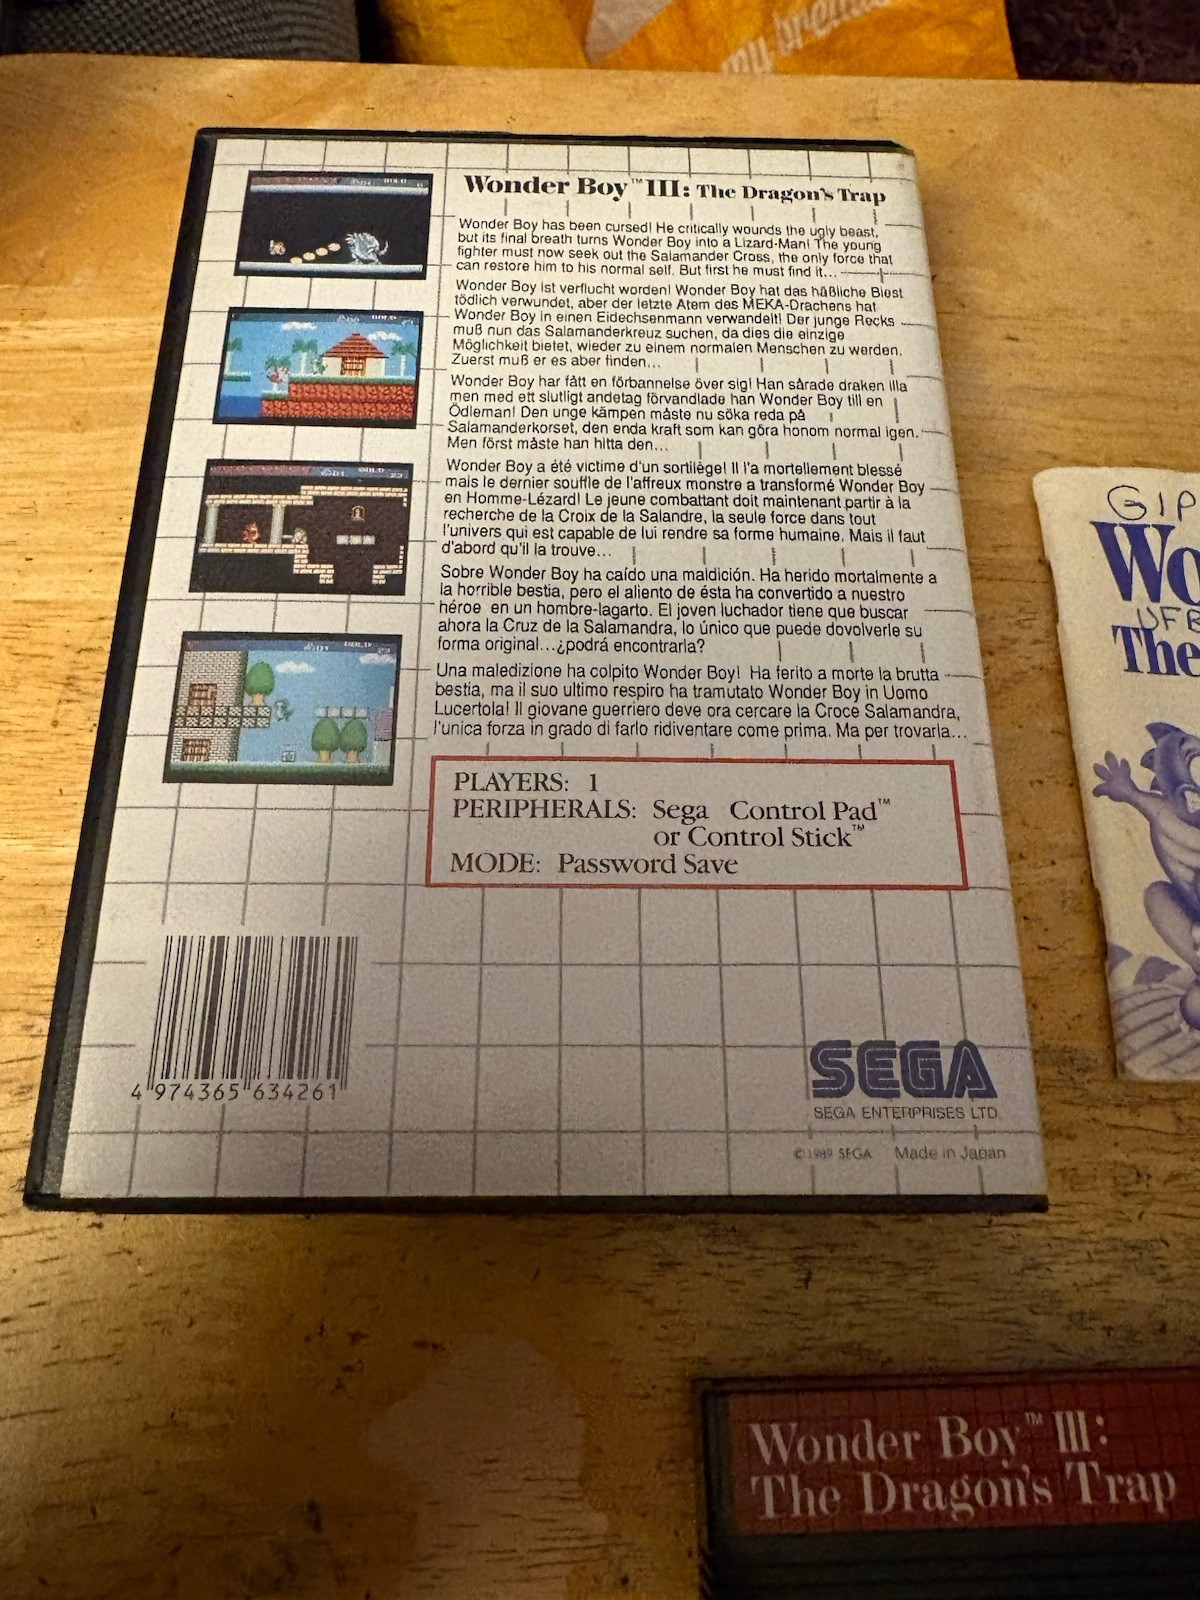 my
Wonder Boy™ III: The Dragon's Trap
Wonder Boy has been cursed! He critically wounds the ugly beast,
but its final breath turns Wonder Boy into a Lizard-Man! The young
fighter must now seek out the Salamander Cross, the only force that
can restore him to his normal self. But first he must find it...
Wonder Boy ist verflucht worden! Wonder Boy hat das häßliche Biest
tödlich verwundet, aber der letzte Atem des MEKA-Drachens hat
Wonder Boy in einen Eidechsenmann verwandelt! Der junge Recks
muß nun das Salamanderkreuz suchen, da dies die einzige
Möglichkeit bietet, wieder zu einem normalen Menschen zu werden.
Zuerst muß er es aber finden...
Wonder Boy har fått en förbannelse över sig! Han sårade draken illa
men med ett slutligt andetag förvandlade han Wonder Boy till en
Ödleman! Den unge kämpen måste nu söka reda på
Salamanderkorset, den enda kraft som kan göra honom normal igen.
Men först måste han hitta den...
Wonder Boy a été victime d'un sortilège! Il l'a mortellement blessé
mais le dernier souffle de l'affreux monstre a transformé Wonder Boy
en Homme-Lézard! Le jeune combattant doit maintenant partir à la
recherche de la Croix de la Salandre, la seule force dans tout
l'univers qui est capable de lui rendre sa forme humaine. Mais il faut
d'abord qu'il la trouve...
Sobre Wonder Boy ha caído una maldición. Ha herido mortalmente a
la horrible bestia, pero el aliento de ésta ha convertido a nuestro
héroe en un hombre-lagarto. El joven luchador tiene que buscar
ahora la Cruz de la Salamandra, lo único que puede dovolverle su
forma original...¿podrá encontrarla?
Una maledizione ha colpito Wonder Boy! Ha ferito a morte la brutta
bestia, ma il suo ultimo respiro ha tramutato Wonder Boy in Uomo
Lucertola! Il giovane guerriero deve ora cercare la Croce Salamandra,
l'unica forza in grado di farlo ridiventare come prima. Ma per trovarla...
PLAYERS: 1
PERIPHERALS: Sega Control Pad™
or Control Stick™
MODE: Password Save
4 974365 634261
SEGA
SEGA ENTERPRISES LTD.
© 1989 SEGA Made in Japan
GIP
Wo
UFB
The
Wonder Boy™ III:
The Dragon's Trap